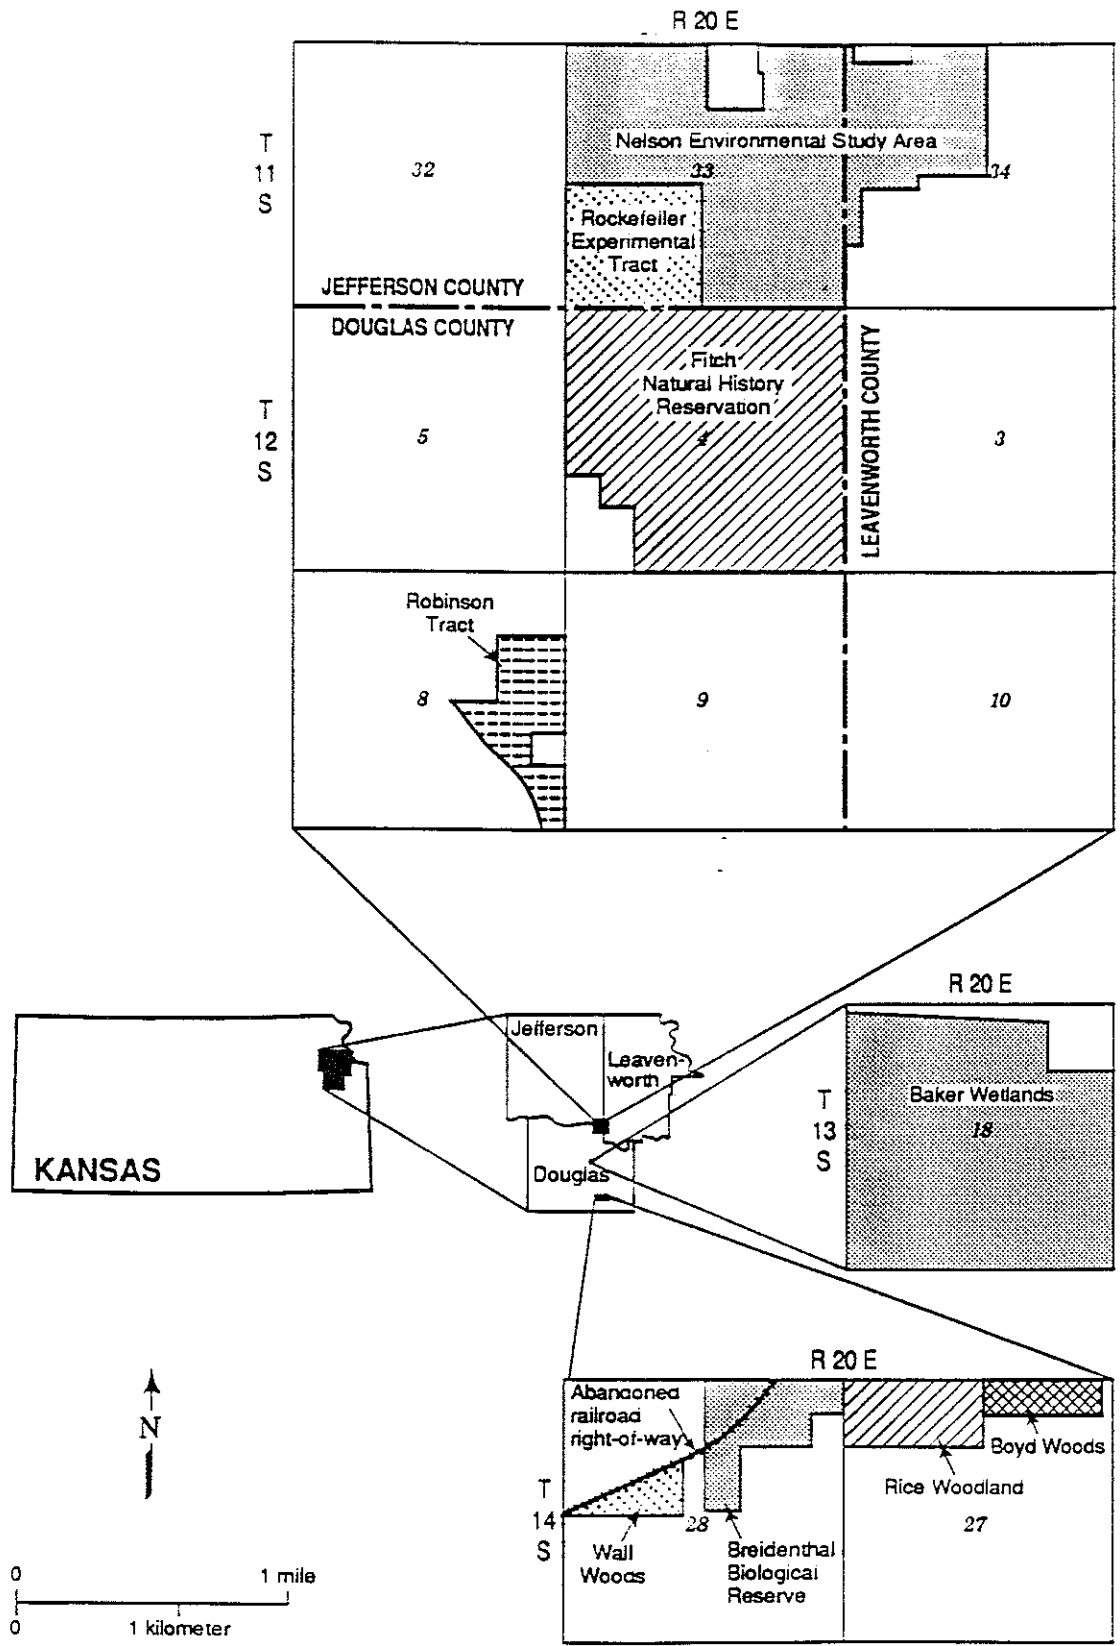 R 20 E
T
11
S
32
Nelson Environmental Study Area
33
34
Rockefeller
Experimental
Tract
JEFFERSON COUNTY
DOUGLAS COUNTY
T
12
S
5
Fitch
Natural History
Reservation
4
LEAVENWORTH COUNTY
3
Robinson
Tract
8
9
10
R 20 E
Jefferson
Leaven-
worth
KANSAS
Douglas
T
13
S
Baker Wetlands
18
R 20 E
N
Abandoned
railroad
right-of-way
Boyd Woods
Rice Woodland
T
14
S
28
27
Wall
Woods
Breidenthal
Biological
Reserve
0
1 mile
0
1 kilometer